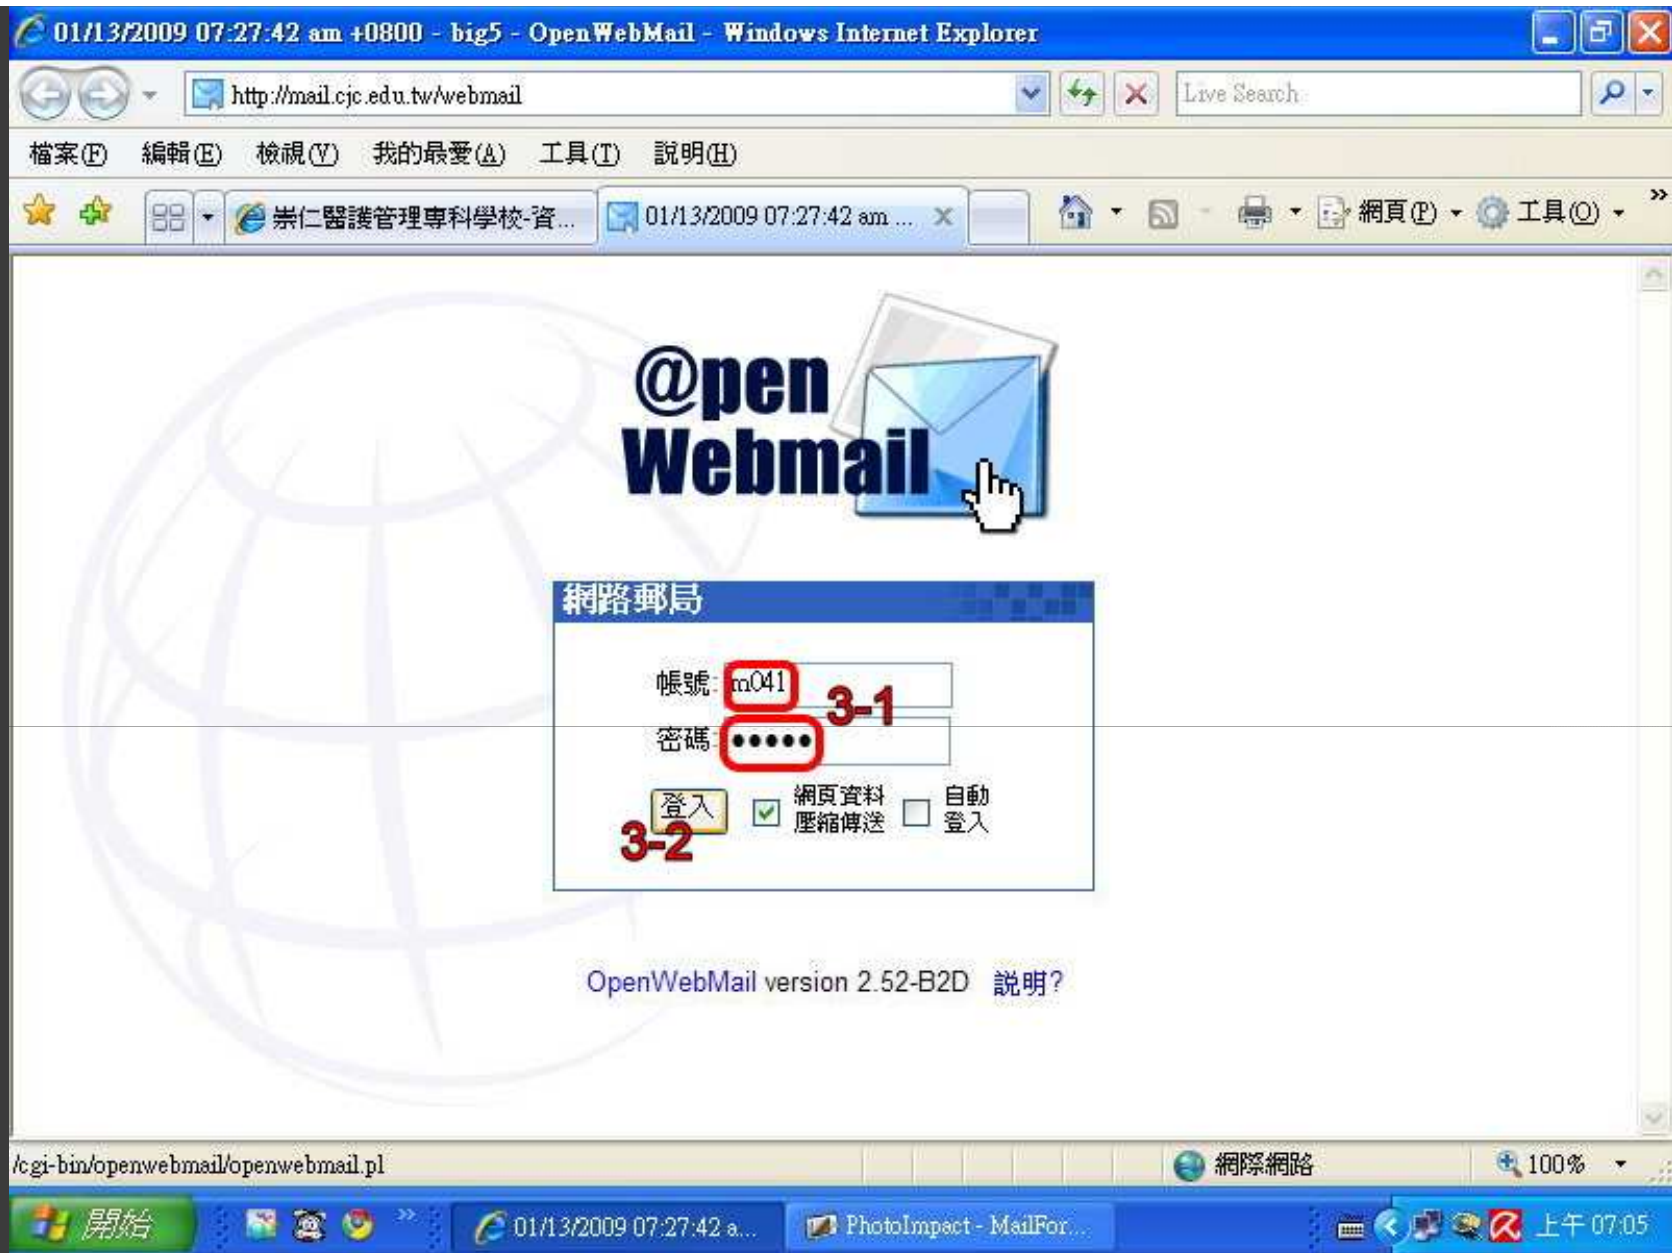 01/13/2009 07:27:42 am +0800 - big5 - OpenWebMail - Windows Internet Explorer
http://mail.cjc.edu.tw/webmail
Live Search
檔案(F) 編輯(E) 檢視(V) 我的最愛(A) 工具(T) 說明(H)
崇仁醫護管理專科學校-資... 01/13/2009 07:27:42 am ... 網頁(P) 工具(O) »
@pen
Webmail
網路郵局
帳號: m041
3-1
密碼: •••••
登入 網頁資料 自動
壓縮傳送 登入
3-2
OpenWebMail version 2.52-B2D 說明?
/cgi-bin/openwebmail/openwebmail.pl 網際網路 100%
開始 » 01/13/2009 07:27:42 a... PhotoImpact - MailFor... 上午 07:05